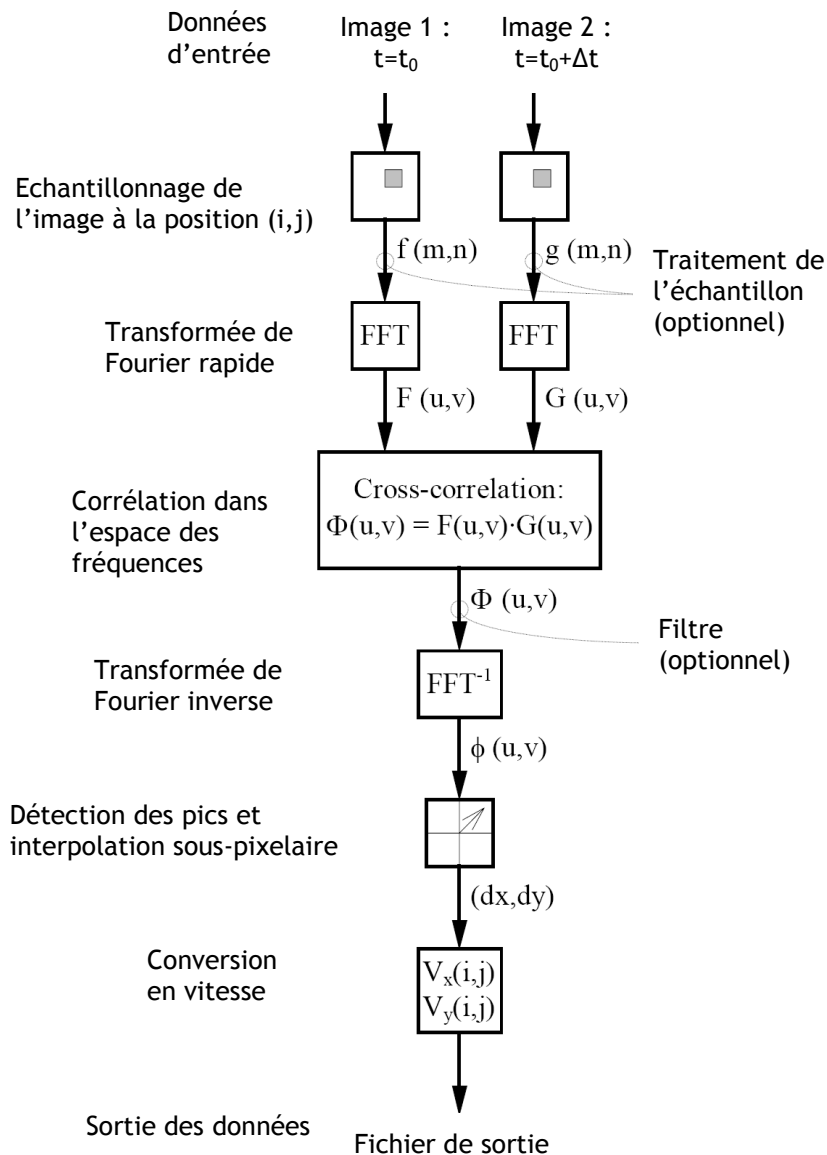 Données
d'entrée
Image 1 :
t=t₀
Image 2 :
t=t₀+Δt
Echantillonnage de
l'image à la position (i,j)
f (m,n)
g (m,n)
Traitement de
l'échantillon
(optionnel)
Transformée de
Fourier rapide
FFT
FFT
F (u,v)
G (u,v)
Corrélation dans
l'espace des
fréquences
Cross-correlation:
Φ(u,v) = F(u,v)·G(u,v)
Φ (u,v)
Filtre
(optionnel)
Transformée de
Fourier inverse
FFT⁻¹
ϕ (u,v)
Détection des pics et
interpolation sous-pixelaire
(dx,dy)
Conversion
en vitesse
Vₓ(i,j)
Vᵧ(i,j)
Sortie des données
Fichier de sortie